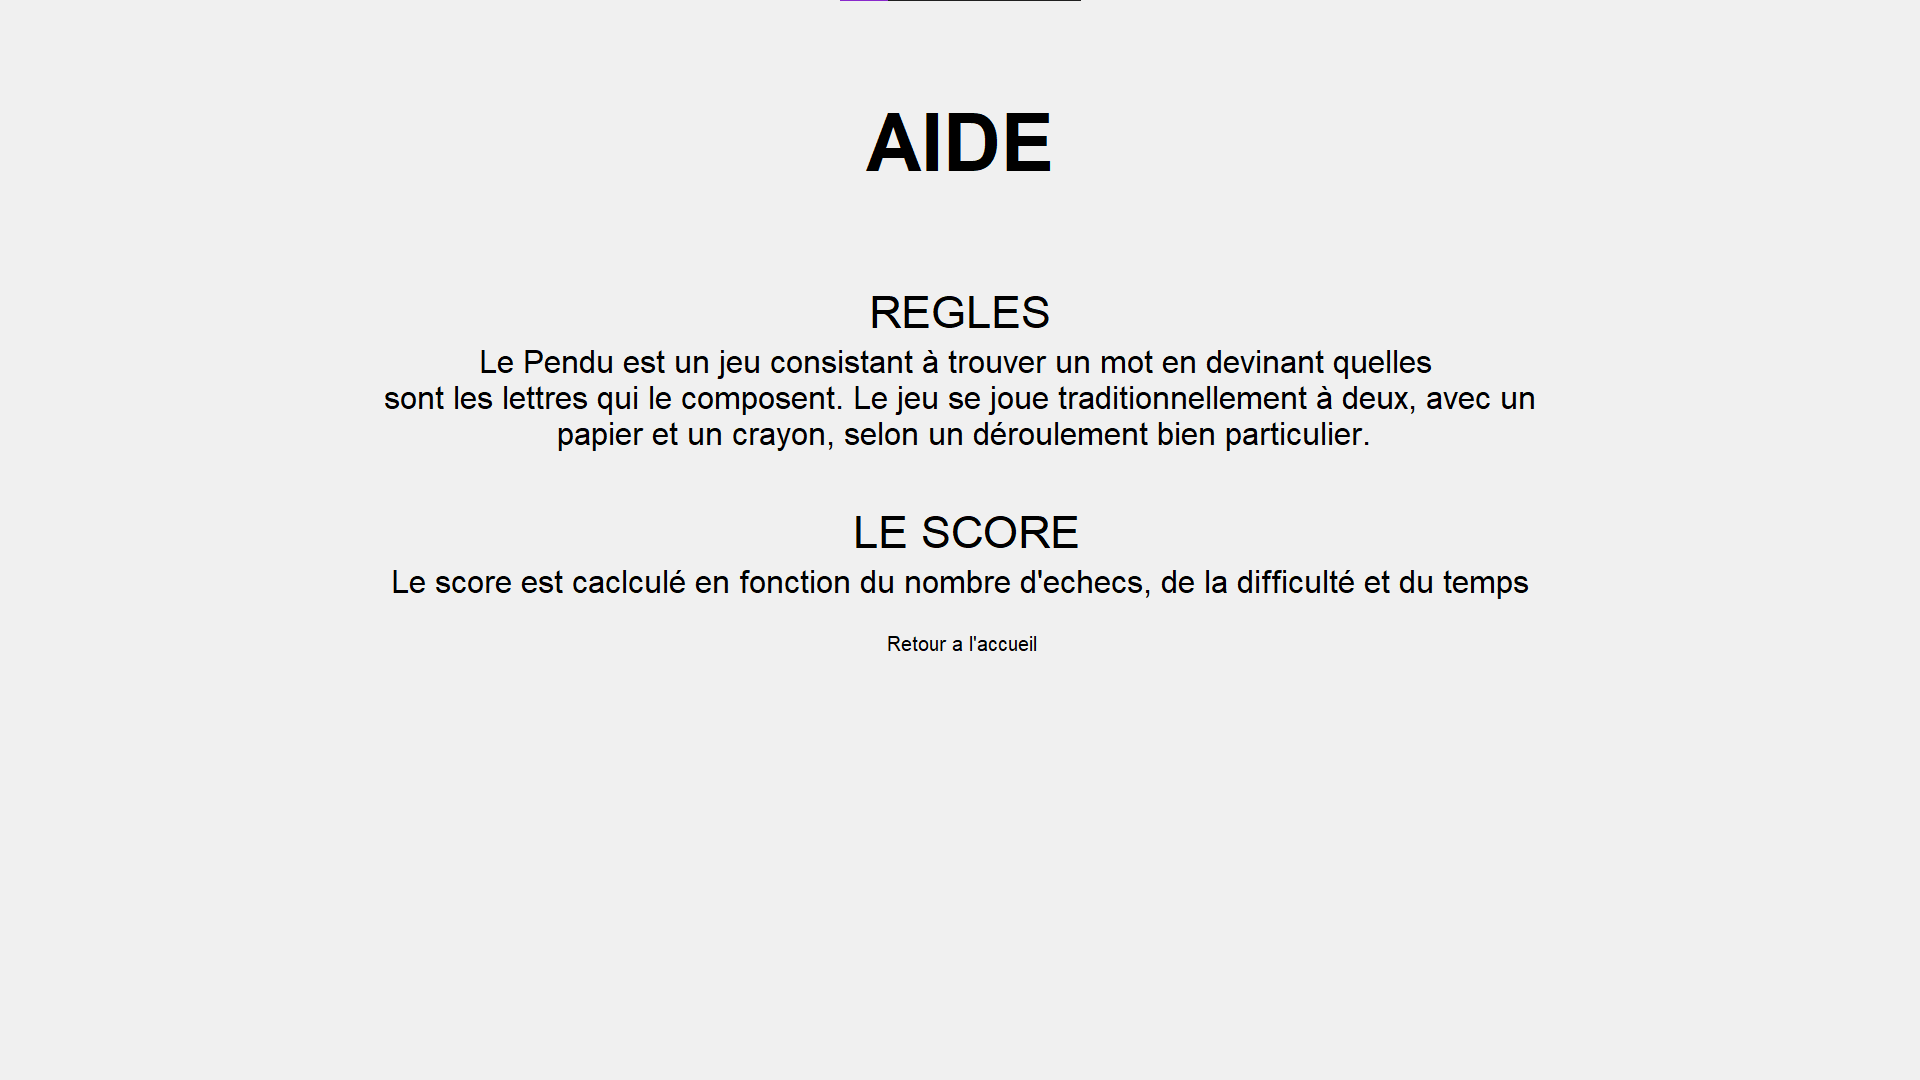 AIDE
REGLES
Le Pendu est un jeu consistant à trouver un mot en devinant quelles
sont les lettres qui le composent. Le jeu se joue traditionnellement à deux, avec un
papier et un crayon, selon un déroulement bien particulier.
LE SCORE
Le score est caclculé en fonction du nombre d'echecs, de la difficulté et du temps
Retour a l'accueil